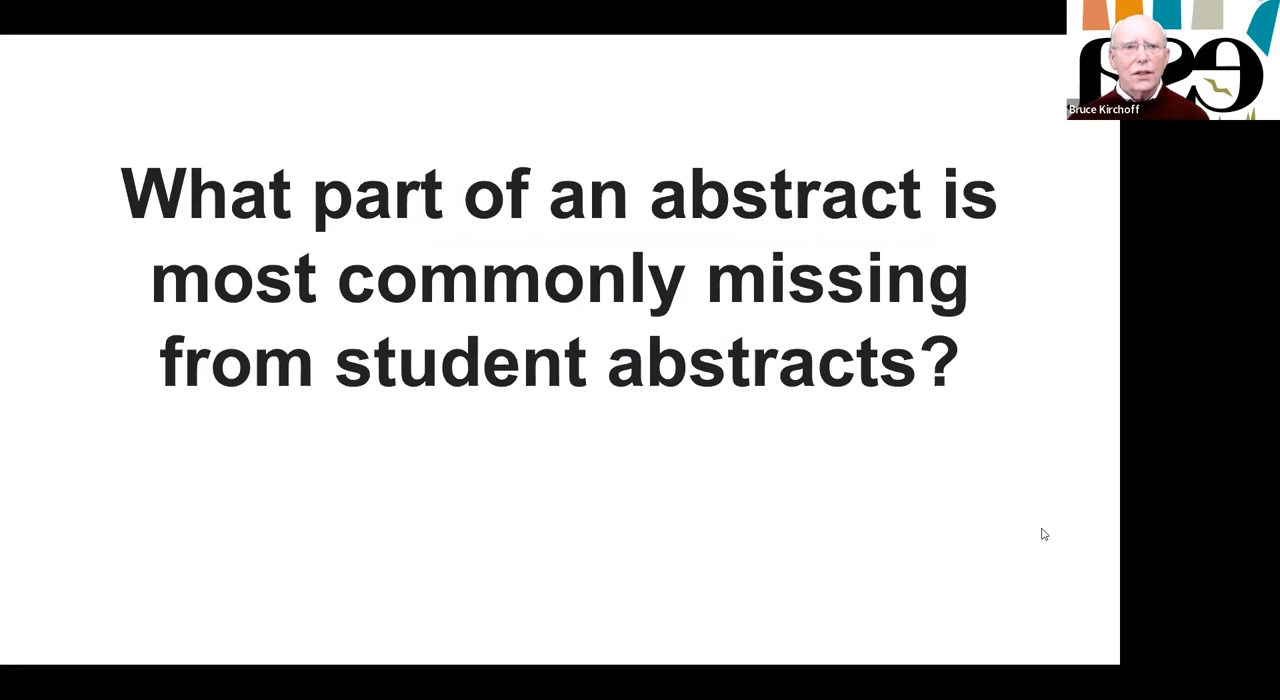 What part of an abstract is
most commonly missing
from student abstracts?
Bruce Kirchoff